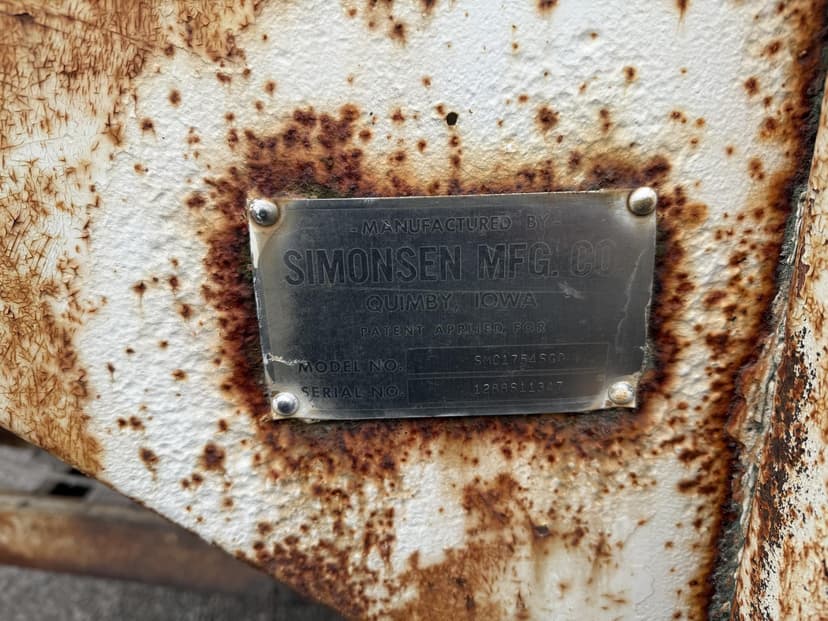 - MANUFACTURED BY -
SIMONSEN MFG. CO.
QUIMBY, IOWA
PATENT APPLIED FOR
MODEL NO.
SERIAL NO.